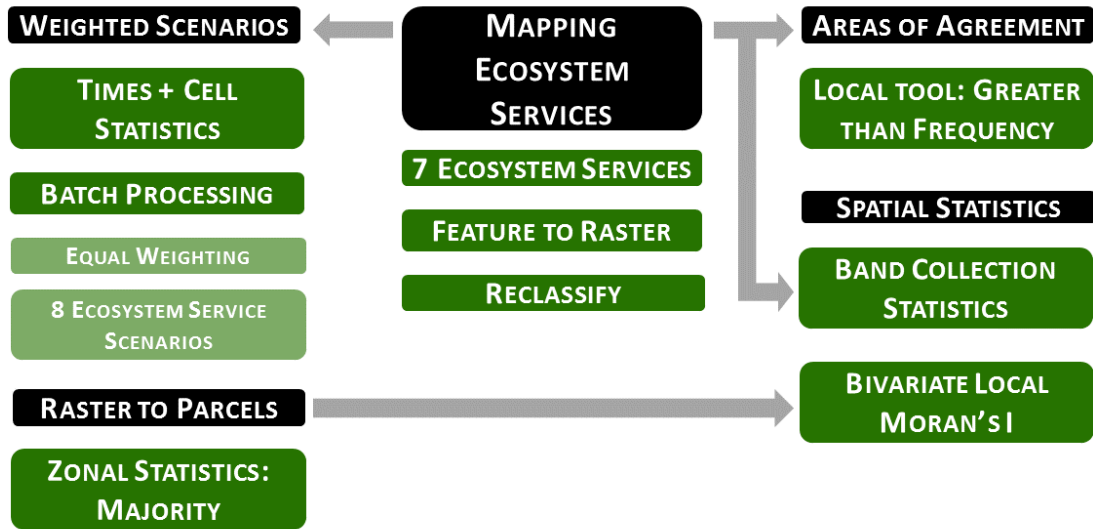 WEIGHTED SCENARIOS
TIMES + CELL
STATISTICS
BATCH PROCESSING
EQUAL WEIGHTING
8 ECOSYSTEM SERVICE
SCENARIOS
RASTER TO PARCELS
ZONAL STATISTICS:
MAJORITY
MAPPING
ECOSYSTEM
SERVICES
7 ECOSYSTEM SERVICES
FEATURE TO RASTER
RECLASSIFY
AREAS OF AGREEMENT
LOCAL TOOL: GREATER
THAN FREQUENCY
SPATIAL STATISTICS
BAND COLLECTION
STATISTICS
BIVARIATE LOCAL
MORAN'S I